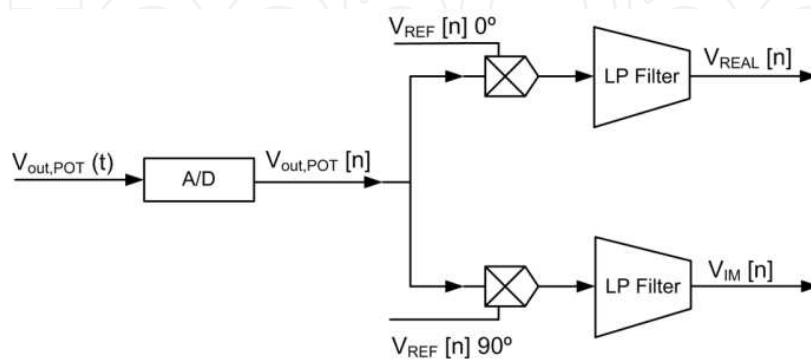 V_REF [n] 0º
LP Filter
V_REAL [n]
V_out,POT (t)
A/D
V_out,POT [n]
LP Filter
V_IM [n]
V_REF [n] 90º